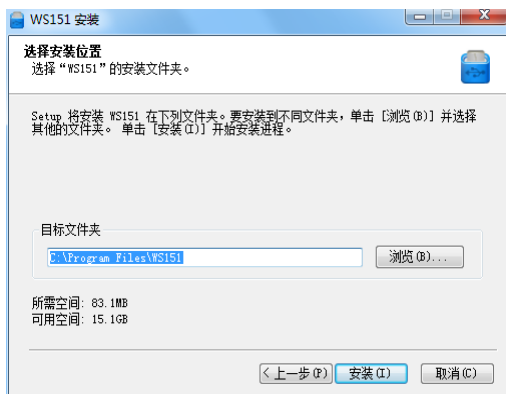 WS151 安装
选择安装位置
选择“WS151”的安装文件夹。
Setup 将安装 WS151 在下列文件夹。要安装到不同文件夹，单击 [浏览(B)] 并选择
其他的文件夹。 单击 [安装(I)] 开始安装进程。
目标文件夹
C:\Program Files\WS151
浏览(B)...
所需空间: 83.1MB
可用空间: 15.1GB
< 上一步(P)
安装(I)
取消(C)